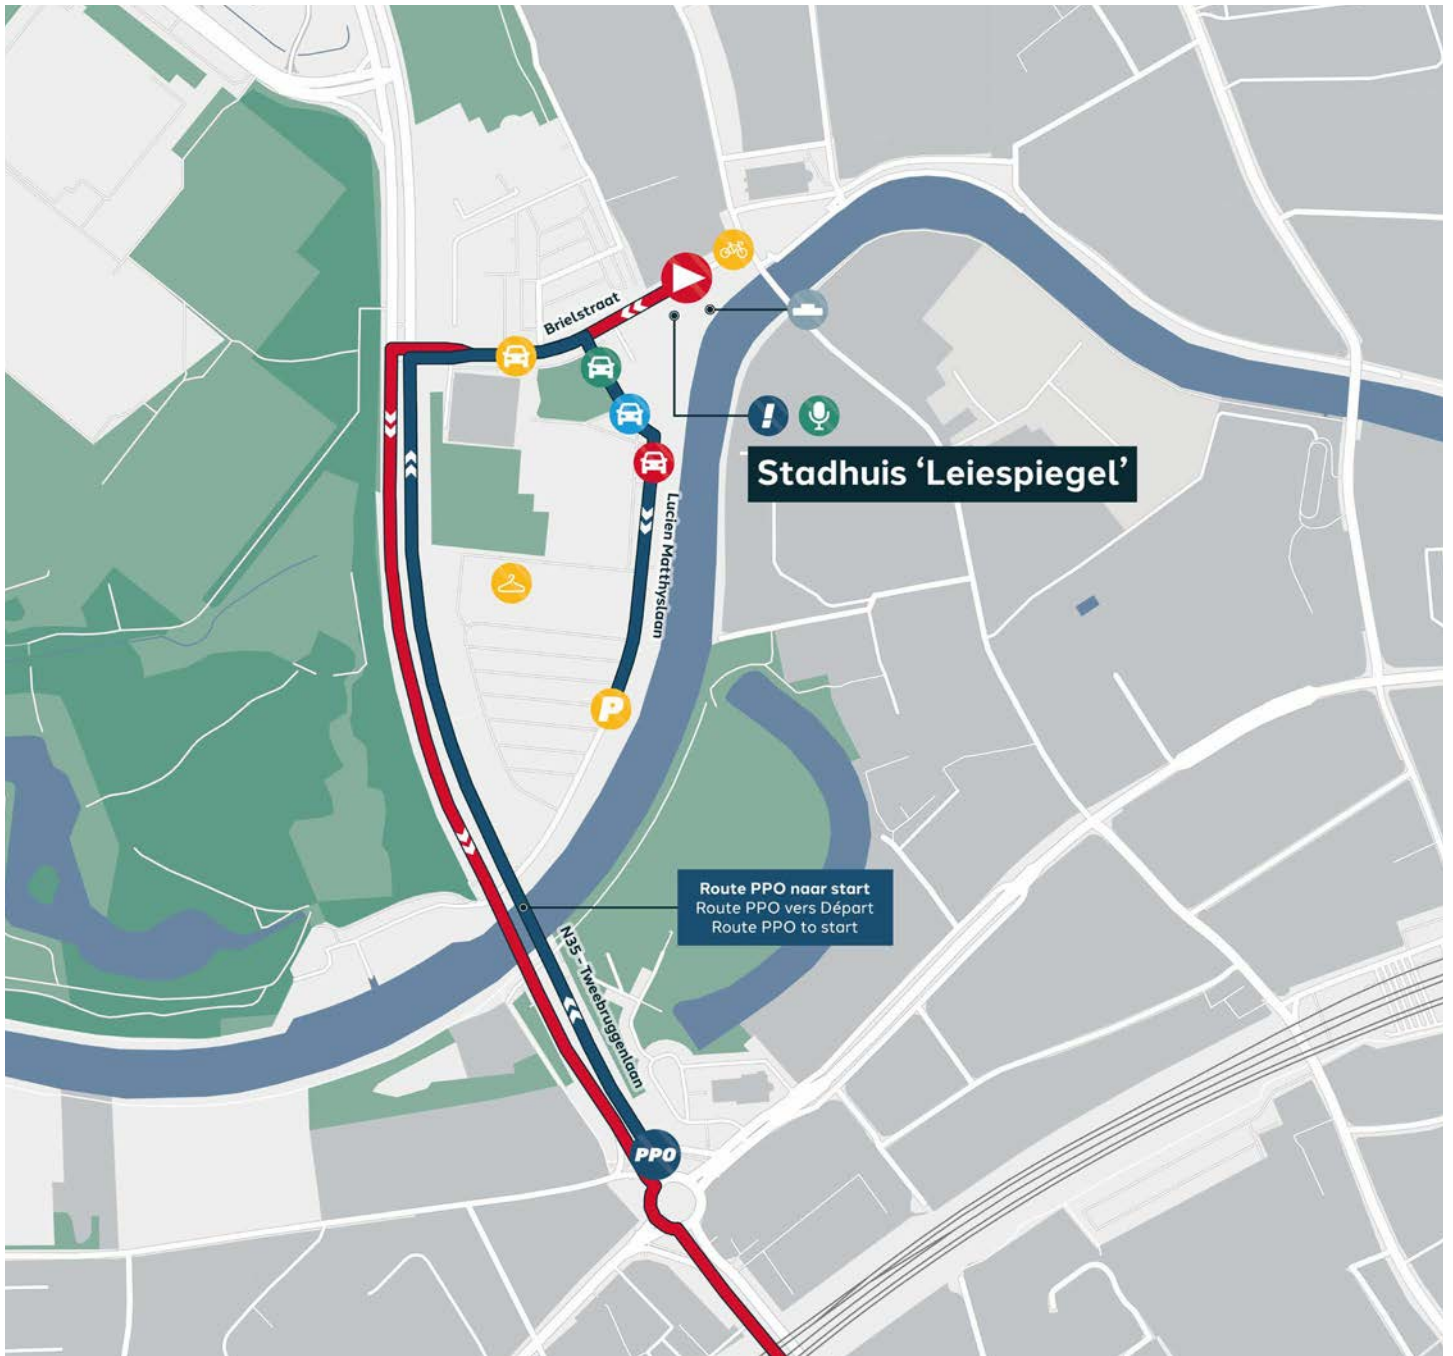 Brielstraat
Stadhuis ‘Leiespiegel’
Lucien Matthyslaan
P
Route PPO naar start
Route PPO vers Départ
Route PPO to start
N35 - Tweebruggenlaan
PPO